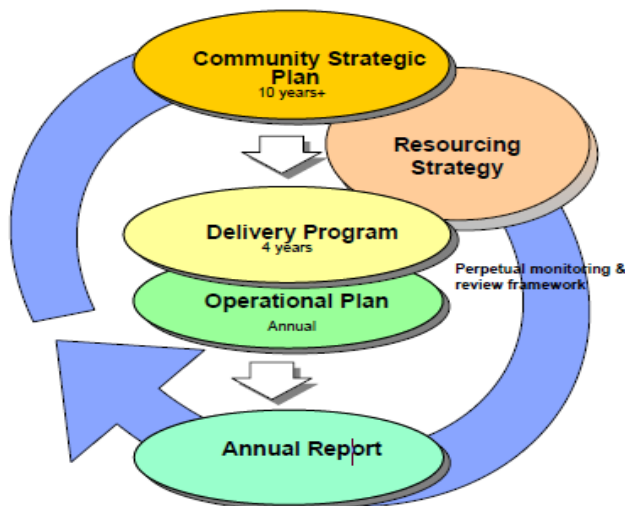 Community Strategic
Plan
10 years+
Resourcing
Strategy
Delivery Program
4 years
Perpetual monitoring &
review framework
Operational Plan
Annual
Annual Report